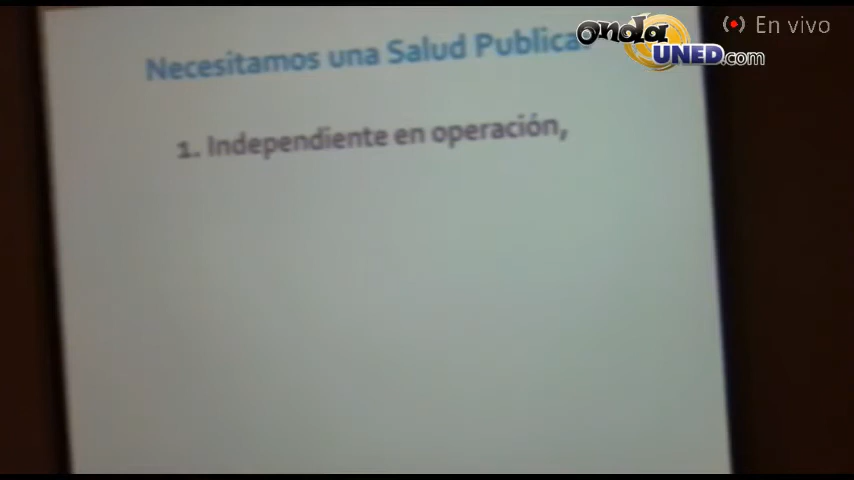 onda
UNED.com
En vivo
Necesitamos una Salud Publica
1. Independiente en operación,